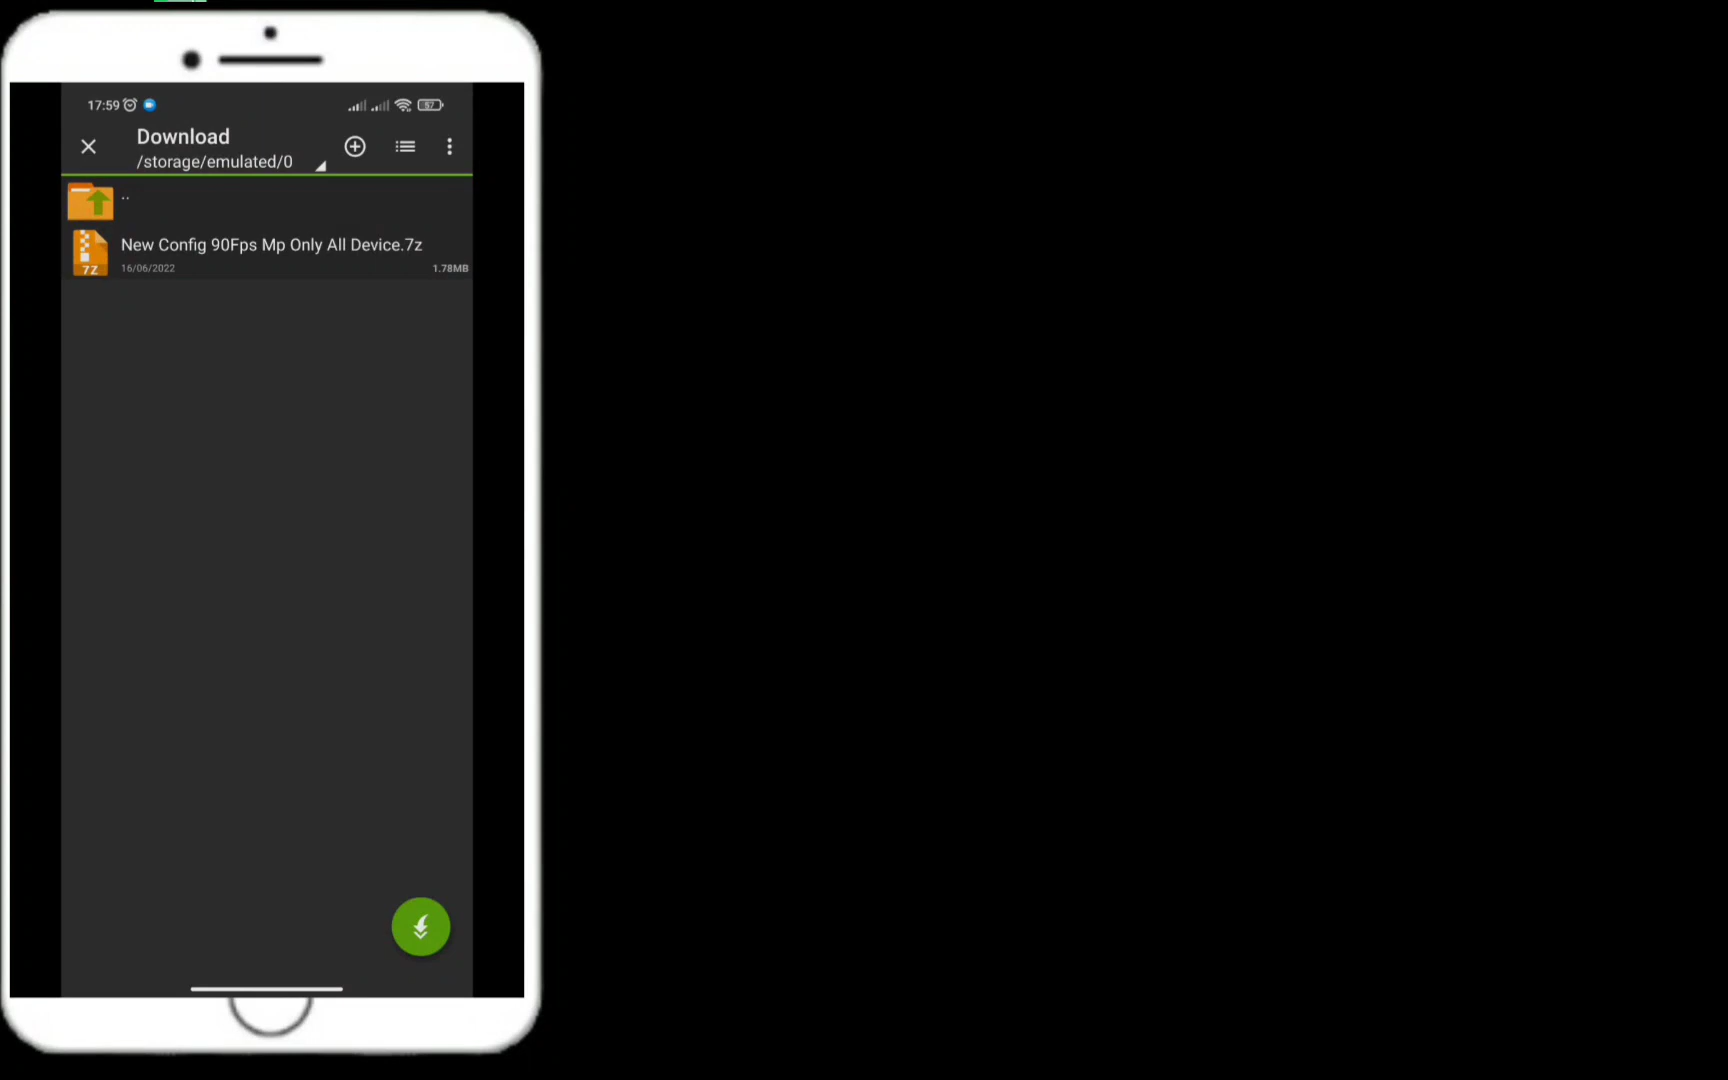 17:59
57
Download
/storage/emulated/0
..
New Config 90Fps Mp Only All Device.7z
7Z
16/06/2022
1.78MB